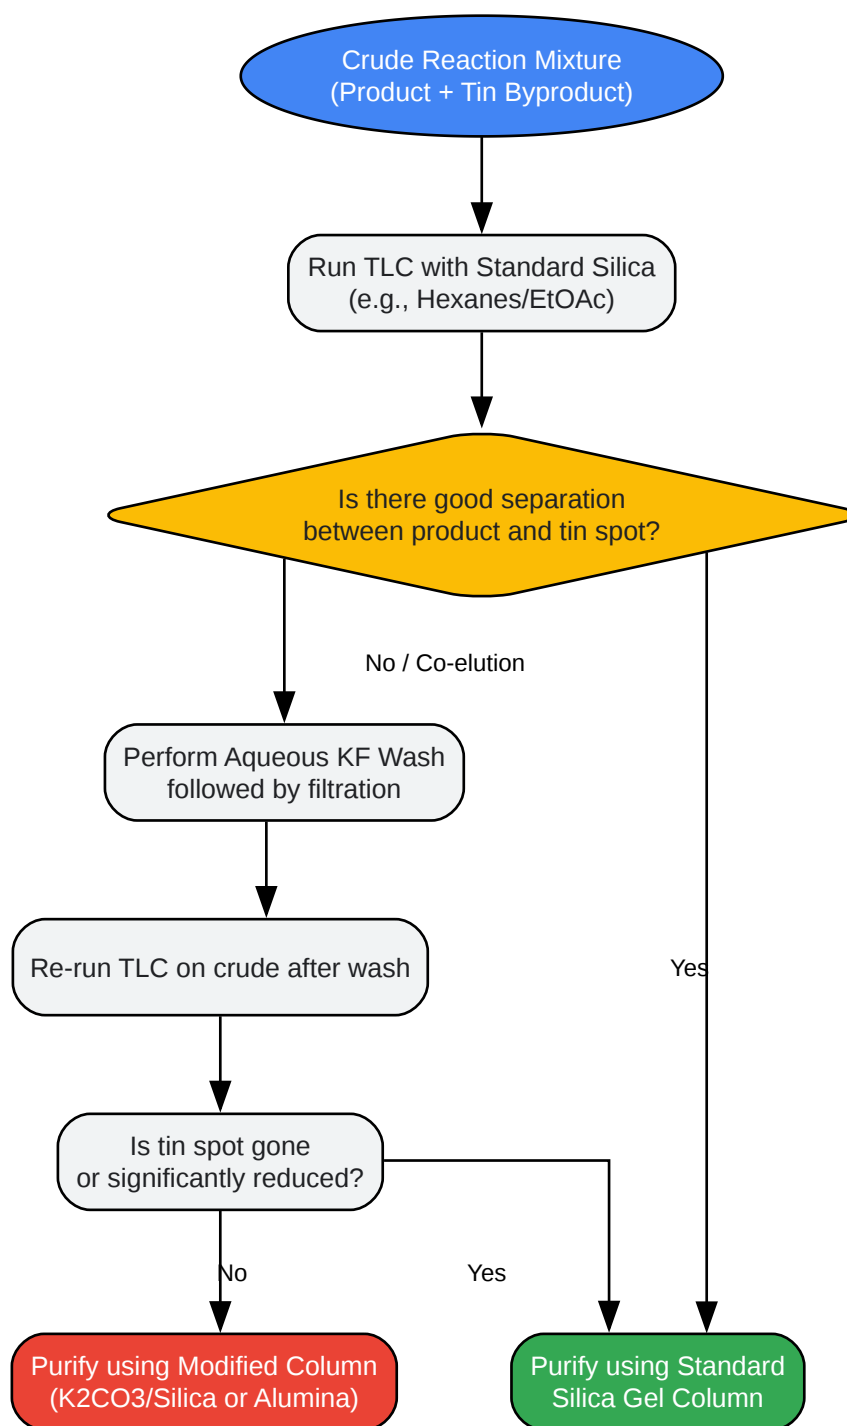 Crude Reaction Mixture
(Product + Tin Byproduct)
Run TLC with Standard Silica
(e.g., Hexanes/EtOAc)
Is there good separation
between product and tin spot?
No / Co-elution
Perform Aqueous KF Wash
followed by filtration
Re-run TLC on crude after wash
Yes
Is tin spot gone
or significantly reduced?
No
Yes
Purify using Modified Column
(K2CO3/Silica or Alumina)
Purify using Standard
Silica Gel Column